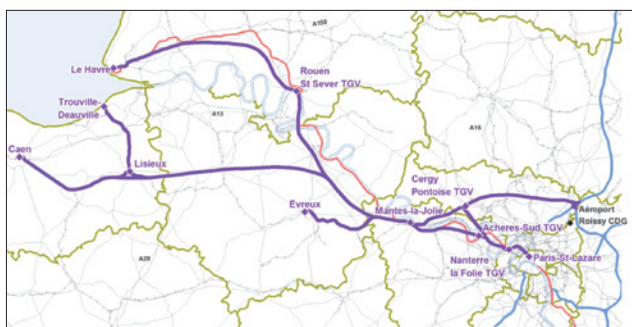 A150
Le Havre
Rouen
St Sever TGV
Trouville-
Deauville
A13
A16
Caen
Lisieux
Cergy
Pontoise TGV
Evreux
Mantes-la-Jolie
Aéroport
Roissy CDG
Acheres-Sud TGV
A28
Nanterre
la Folie TGV
Paris-St-Lazare